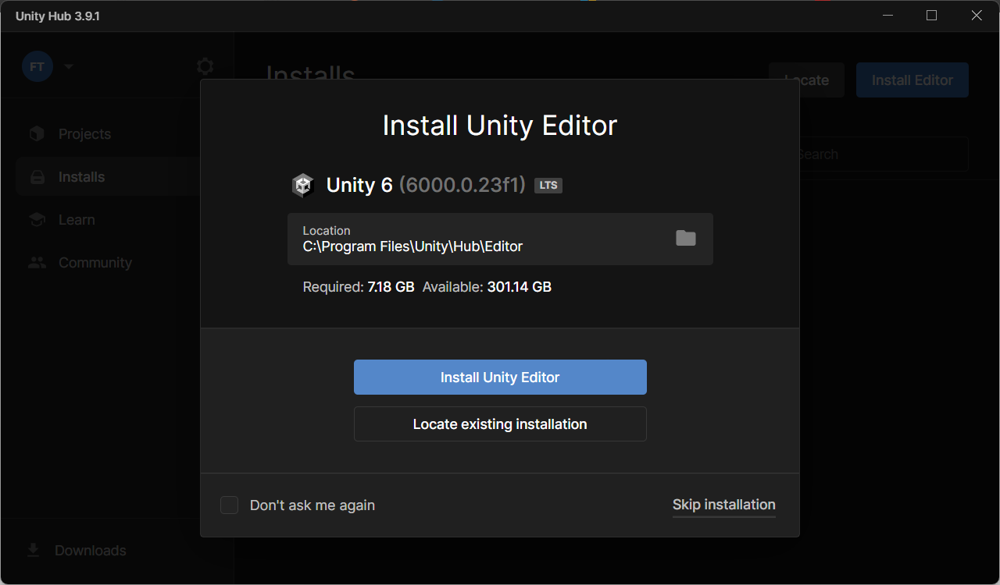 Unity Hub 3.9.1
FT
Installs
Locate
Install Editor
Projects
Installs
Learn
Community
Downloads
Search
Install Unity Editor
Unity 6 (6000.0.23f1) LTS
Location
C:\Program Files\Unity\Hub\Editor
Required: 7.18 GB Available: 301.14 GB
Install Unity Editor
Locate existing installation
Don't ask me again
Skip installation